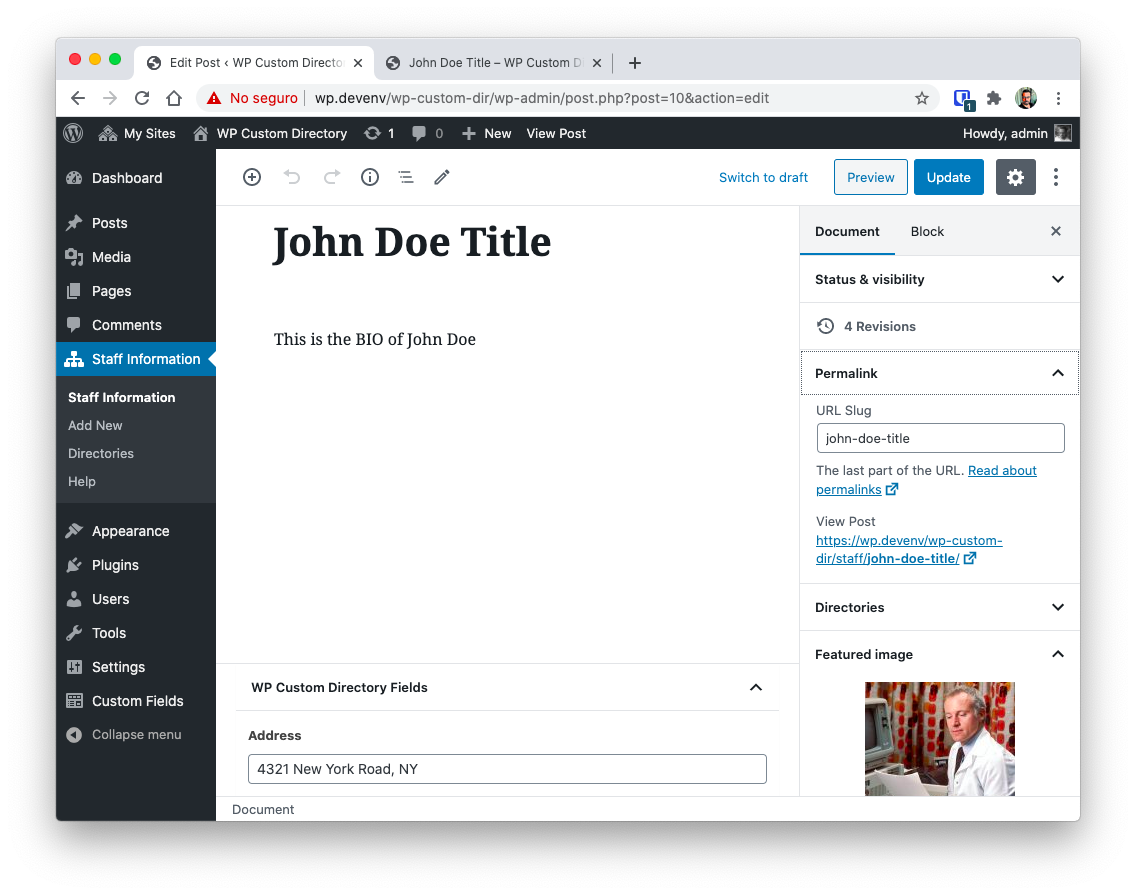 Edit Post ‹ WP Custom Directo
John Doe Title – WP Custom D
No seguro
wp.devenv/wp-custom-dir/wp-admin/post.php?post=10&action=edit
1
My Sites
WP Custom Directory
1
0
New
View Post
Howdy, admin
Dashboard
Posts
Media
Pages
Comments
Staff Information
Staff Information
Add New
Directories
Help
Appearance
Plugins
Users
Tools
Settings
Custom Fields
Collapse menu
Switch to draft
Preview
Update
John Doe Title
This is the BIO of John Doe
WP Custom Directory Fields
Address
4321 New York Road, NY
Document
Document
Block
Status & visibility
4 Revisions
Permalink
URL Slug
john-doe-title
The last part of the URL. Read about
permalinks
View Post
https://wp.devenv/wp-custom-
dir/staff/john-doe-title/
Directories
Featured image